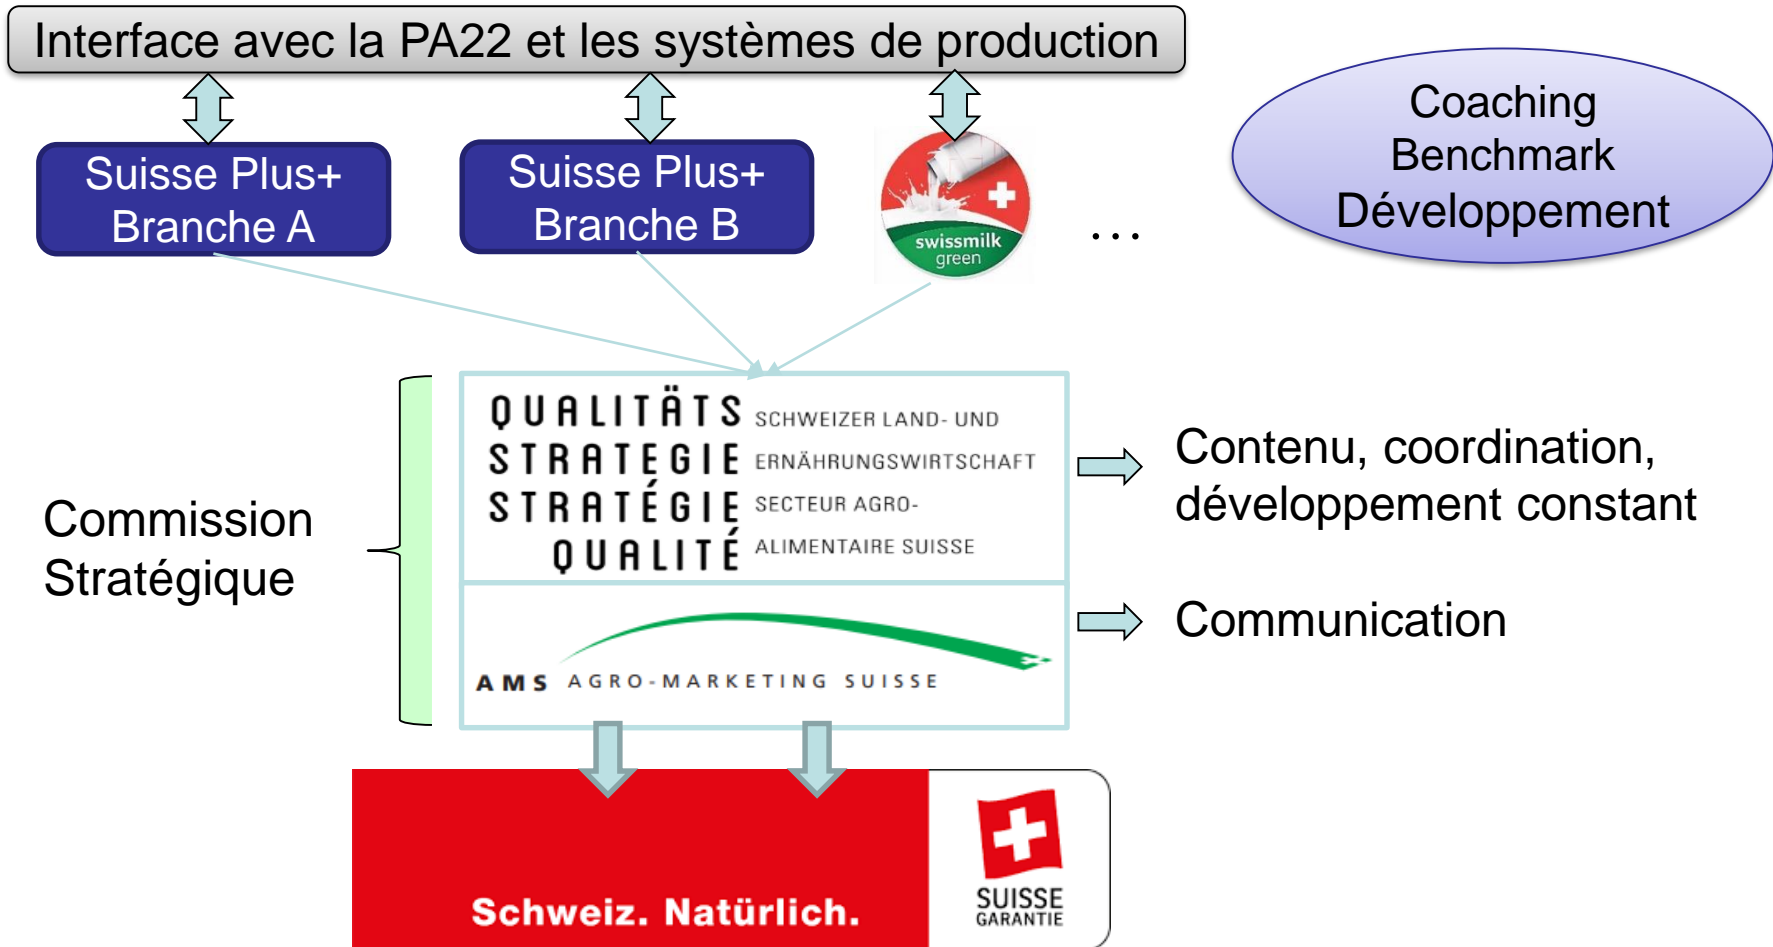 Interface avec la PA22 et les systèmes de production
Coaching
Benchmark
Développement
Suisse Plus+
Branche A
Suisse Plus+
Branche B
swissmilk
green
...
QUALITÄTS
STRATEGIE
STRATÉGIE
QUALITÉ
SCHWEIZER LAND- UND
ERNÄHRUNGSWIRTSCHAFT
SECTEUR AGRO-
ALIMENTAIRE SUISSE
Contenu, coordination,
développement constant
Commission
Stratégique
Communication
AMS AGRO-MARKETING SUISSE
Schweiz. Natürlich.
SUISSE
GARANTIE